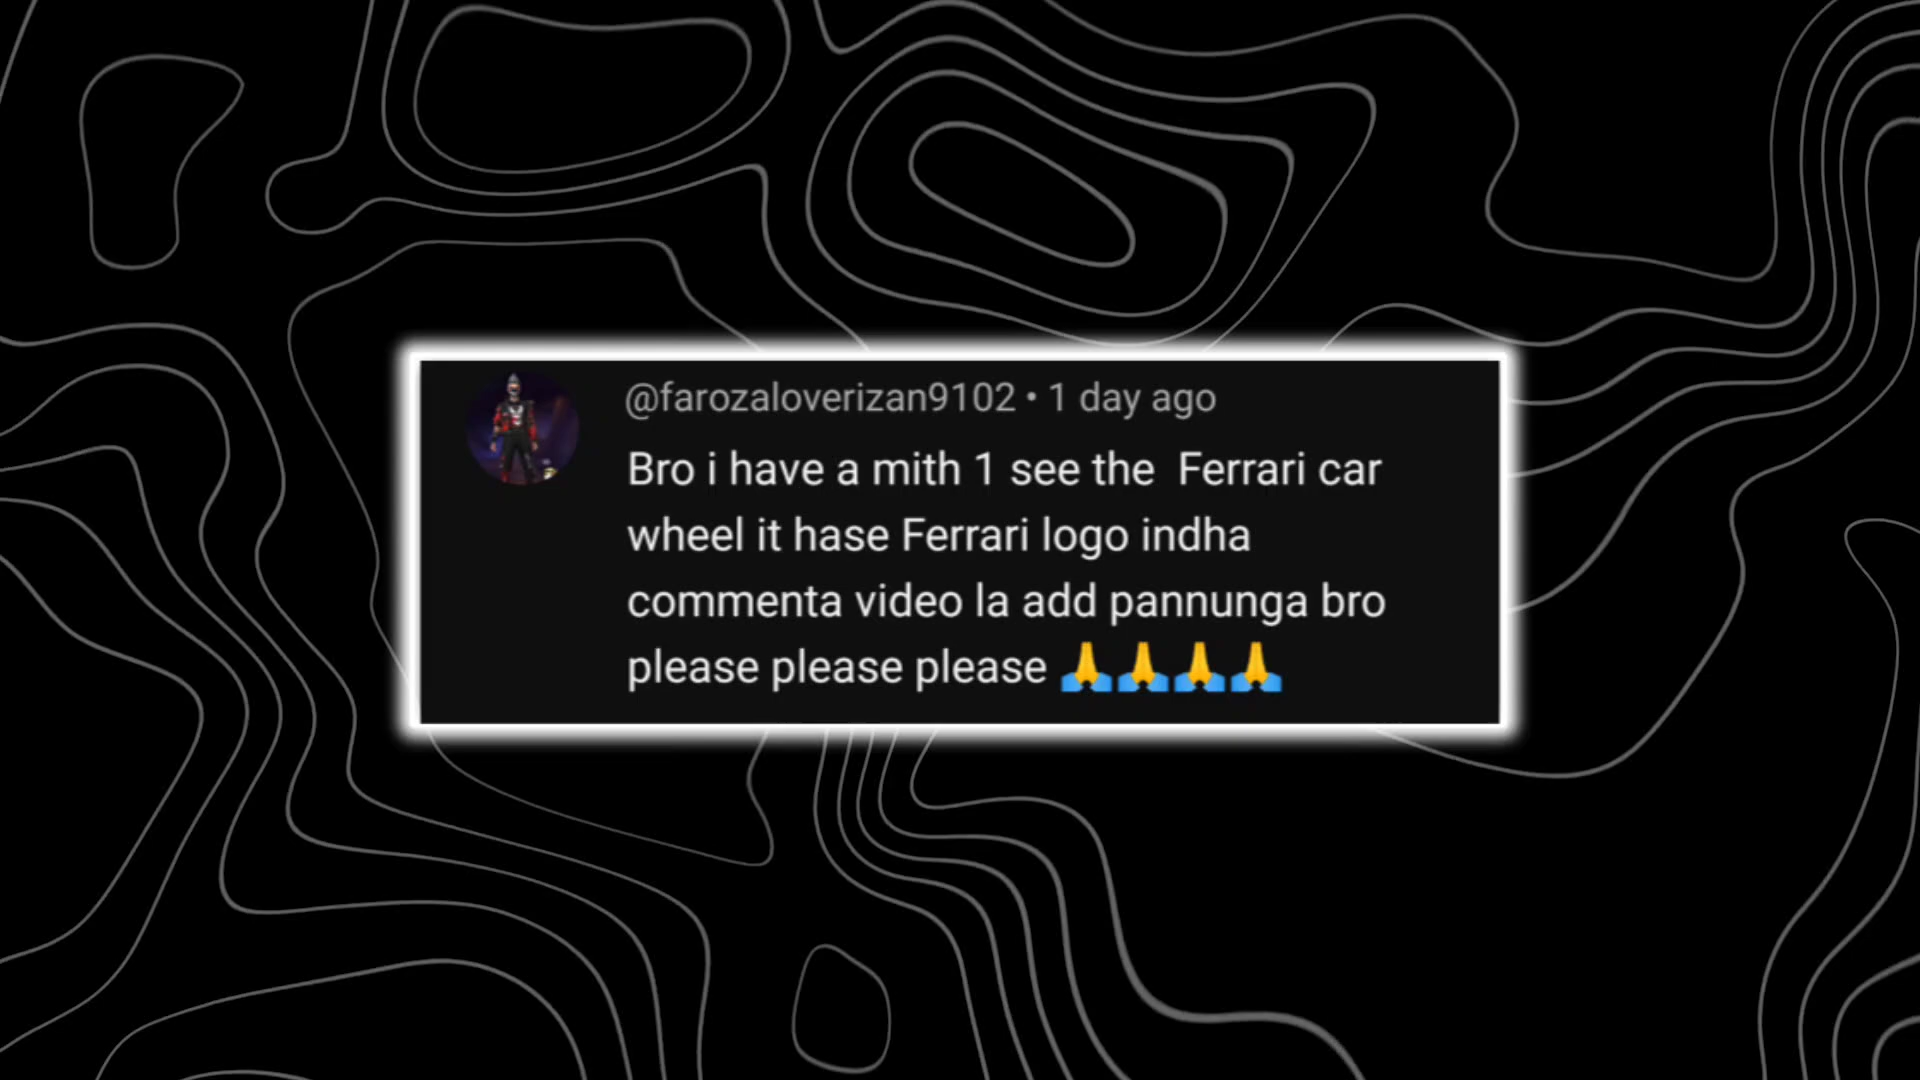 @farozaloverizan9102 • 1 day ago
Bro i have a mith 1 see the  Ferrari car
wheel it hase Ferrari logo indha
commenta video la add pannunga bro
please please please 🙏🙏🙏🙏